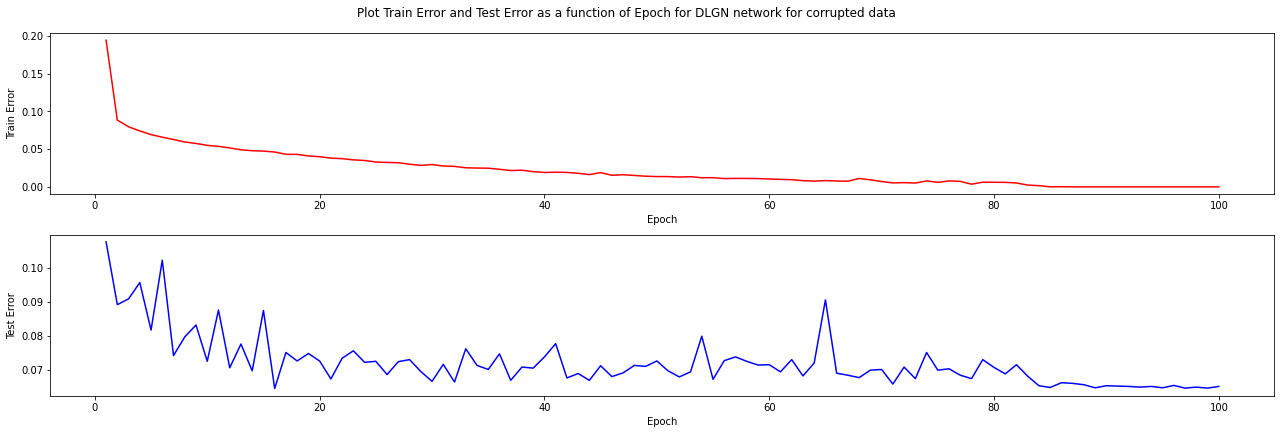 Plot Train Error and Test Error as a function of Epoch for DLGN network for corrupted data
0.20
0.15
0.10
0.05
0.00
Train Error
0 20 40 60 80 100
Epoch
0.10
0.09
0.08
0.07
Test Error
0 20 40 60 80 100
Epoch